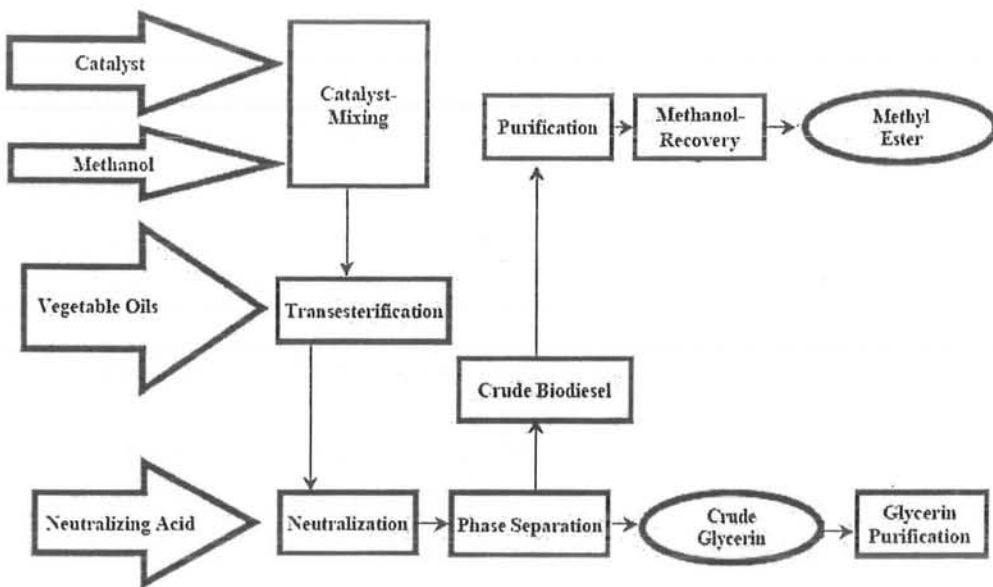 Catalyst
Methanol
Catalyst-
Mixing
Purification
Methanol-
Recovery
Methyl
Ester
Vegetable Oils
Transesterification
Crude Biodiesel
Neutralizing Acid
Neutralization
Phase Separation
Crude
Glycerin
Glycerin
Purification